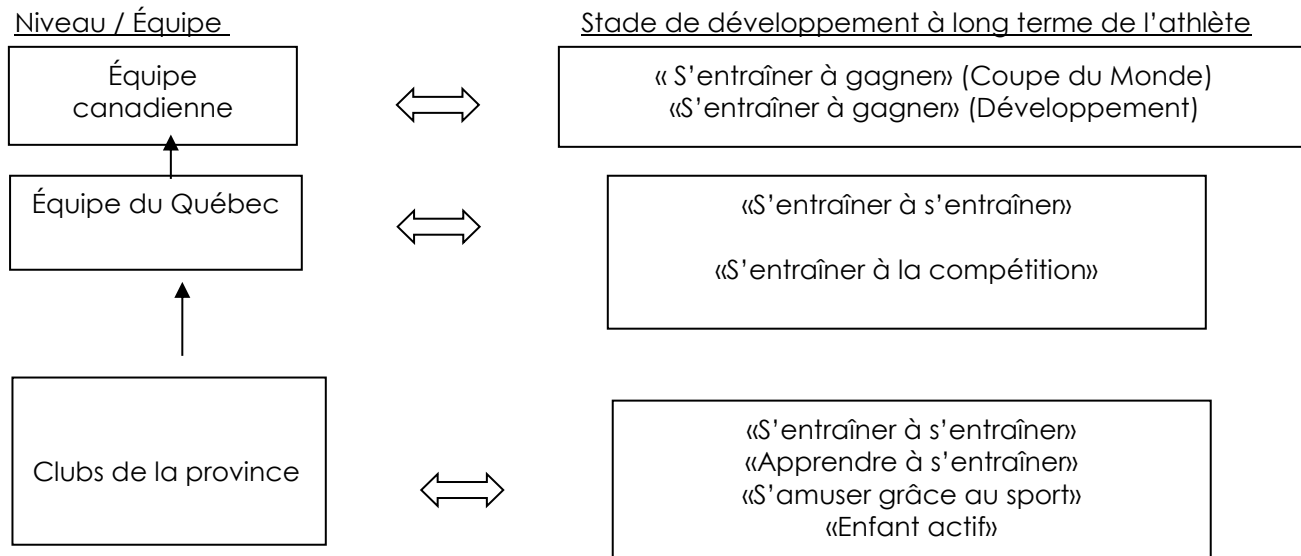 Niveau / Équipe
Stade de développement à long terme de l’athlète
Équipe
canadienne
« S’entraîner à gagner» (Coupe du Monde)
«S’entraîner à gagner» (Développement)
Équipe du Québec
«S’entraîner à s’entraîner»
«S’entraîner à la compétition»
Clubs de la province
«S’entraîner à s’entraîner»
«Apprendre à s’entraîner»
«S’amuser grâce au sport»
«Enfant actif»